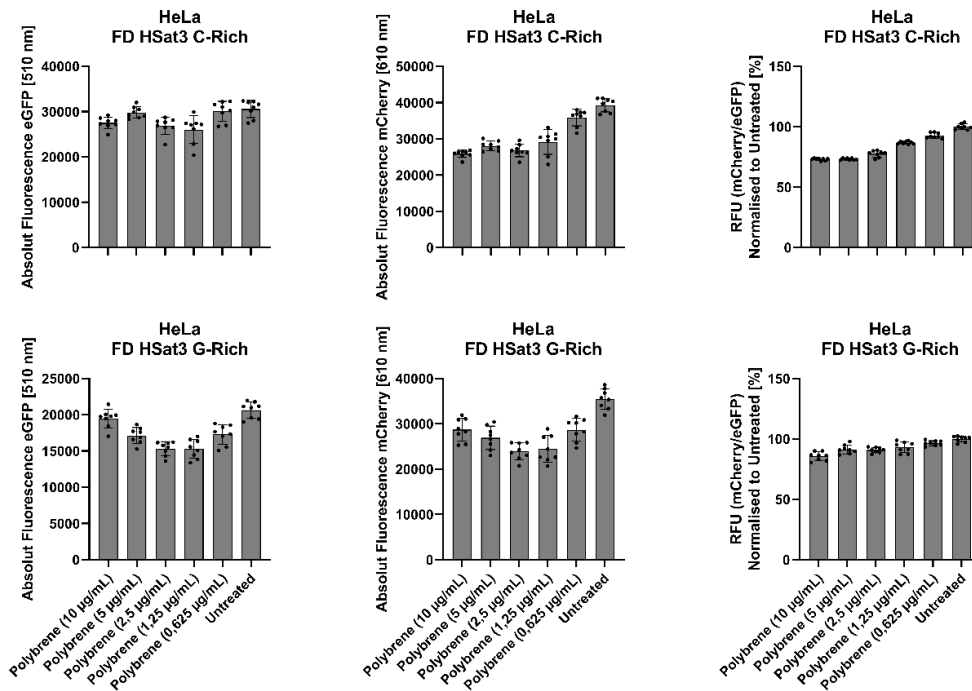 HeLa
FD HSat3 C-Rich
Absolut Fluorescence eGFP [510 nm]
40000
30000
20000
10000
0
HeLa
FD HSat3 C-Rich
Absolut Fluorescence mCherry [610 nm]
50000
40000
30000
20000
10000
0
HeLa
FD HSat3 C-Rich
RFU (mCherry/eGFP)
Normalised to Untreated [%]
150
100
50
0
HeLa
FD HSat3 G-Rich
Absolut Fluorescence eGFP [510 nm]
25000
20000
15000
10000
5000
0
Polybrene (10 µg/mL)
Polybrene (5 µg/mL)
Polybrene (2.5 µg/mL)
Polybrene (1,25 µg/mL)
Polybrene (0,625 µg/mL)
Untreated
HeLa
FD HSat3 G-Rich
Absolut Fluorescence mCherry [610 nm]
40000
30000
20000
10000
0
Polybrene (10 µg/mL)
Polybrene (5 µg/mL)
Polybrene (2.5 µg/mL)
Polybrene (1,25 µg/mL)
Polybrene (0,625 µg/mL)
Untreated
HeLa
FD HSat3 G-Rich
RFU (mCherry/eGFP)
Normalised to Untreated [%]
150
100
50
0
Polybrene (10 µg/mL)
Polybrene (5 µg/mL)
Polybrene (2.5 µg/mL)
Polybrene (1,25 µg/mL)
Polybrene (0,625 µg/mL)
Untreated